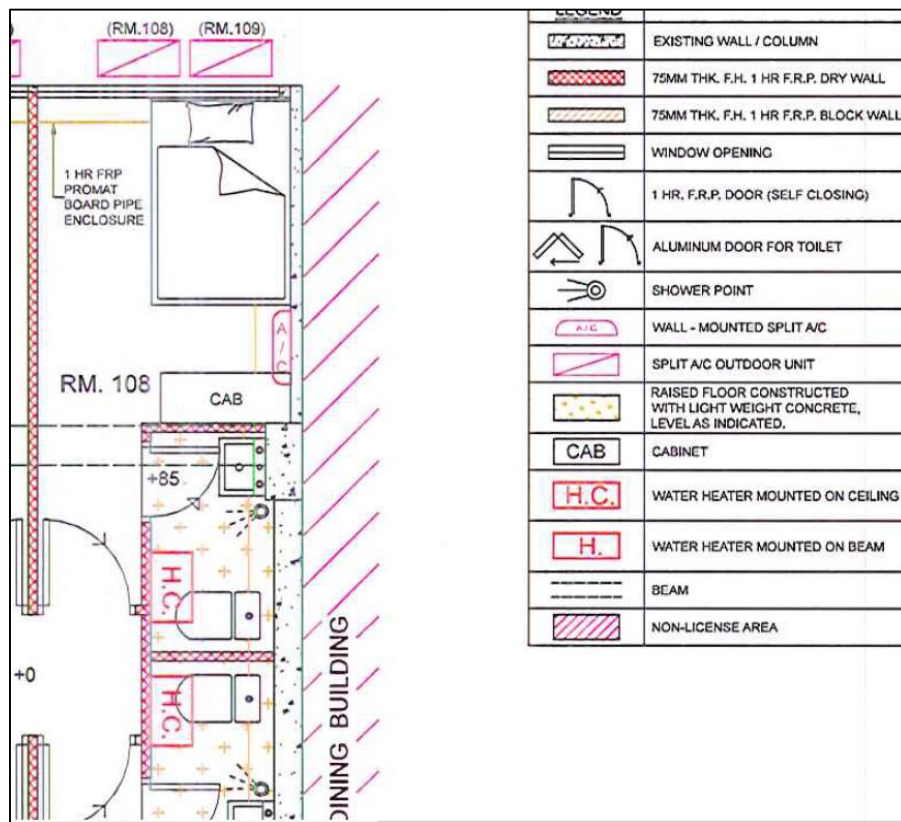 (RM.108)
(RM.109)
1 HR FRP
PROMAT
BOARD PIPE
ENCLOSURE
A/C
RM. 108
CAB
+85
H.C.
+0
H.C.
DINING BUILDING
LEGEND
EXISTING WALL / COLUMN
75MM THK. F.H. 1 HR F.R.P. DRY WALL
75MM THK. F.H. 1 HR F.R.P. BLOCK WALL
WINDOW OPENING
1 HR. F.R.P. DOOR (SELF CLOSING)
ALUMINUM DOOR FOR TOILET
SHOWER POINT
A/C
WALL - MOUNTED SPLIT A/C
SPLIT A/C OUTDOOR UNIT
RAISED FLOOR CONSTRUCTED
WITH LIGHT WEIGHT CONCRETE,
LEVEL AS INDICATED.
CAB
CABINET
H.C.
WATER HEATER MOUNTED ON CEILING
H.
WATER HEATER MOUNTED ON BEAM
BEAM
NON-LICENSE AREA